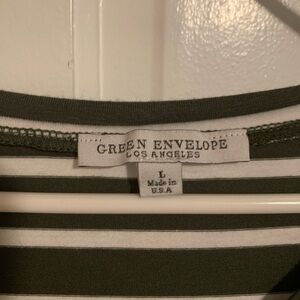 GREEN ENVELOPE
LOS ANGELES
L
Made in
U.S.A